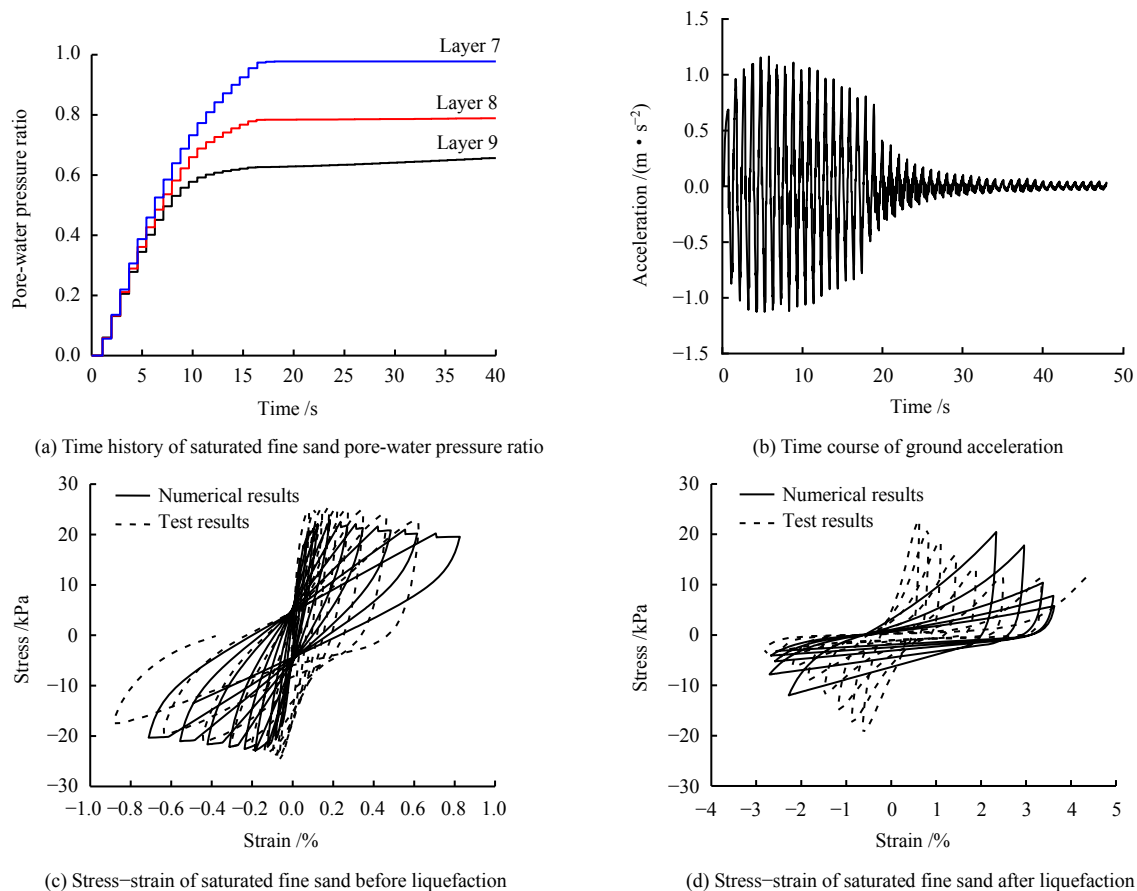 1.0
0.8
0.6
0.4
0.2
0.0
Pore-water pressure ratio
Layer 7
Layer 8
Layer 9
0 5 10 15 20 25 30 35 40
Time /s
(a) Time history of saturated fine sand pore-water pressure ratio
1.5
1.0
0.5
0.0
−0.5
−1.0
−1.5
Acceleration /(m • s⁻²)
0 10 20 30 40 50
Time /s
(b) Time course of ground acceleration
30
20
10
0
−10
−20
−30
Stress /kPa
Numerical results
Test results
−1.0 −0.8 −0.6 −0.4 −0.2 0.0 0.2 0.4 0.6 0.8 1.0
Strain /%
(c) Stress−strain of saturated fine sand before liquefaction
30
20
10
0
−10
−20
−30
Stress /kPa
Numerical results
Test results
−4 −3 −2 −1 0 1 2 3 4 5
Strain /%
(d) Stress−strain of saturated fine sand after liquefaction